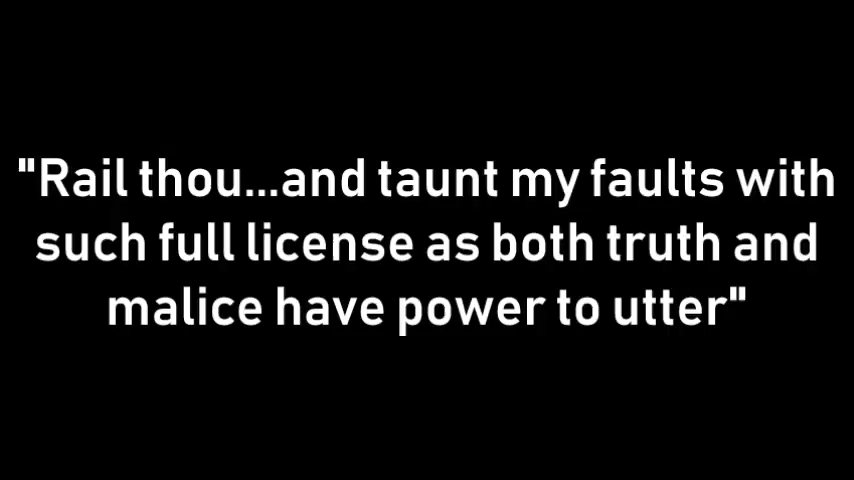 "Rail thou...and taunt my faults with
such full license as both truth and
malice have power to utter"